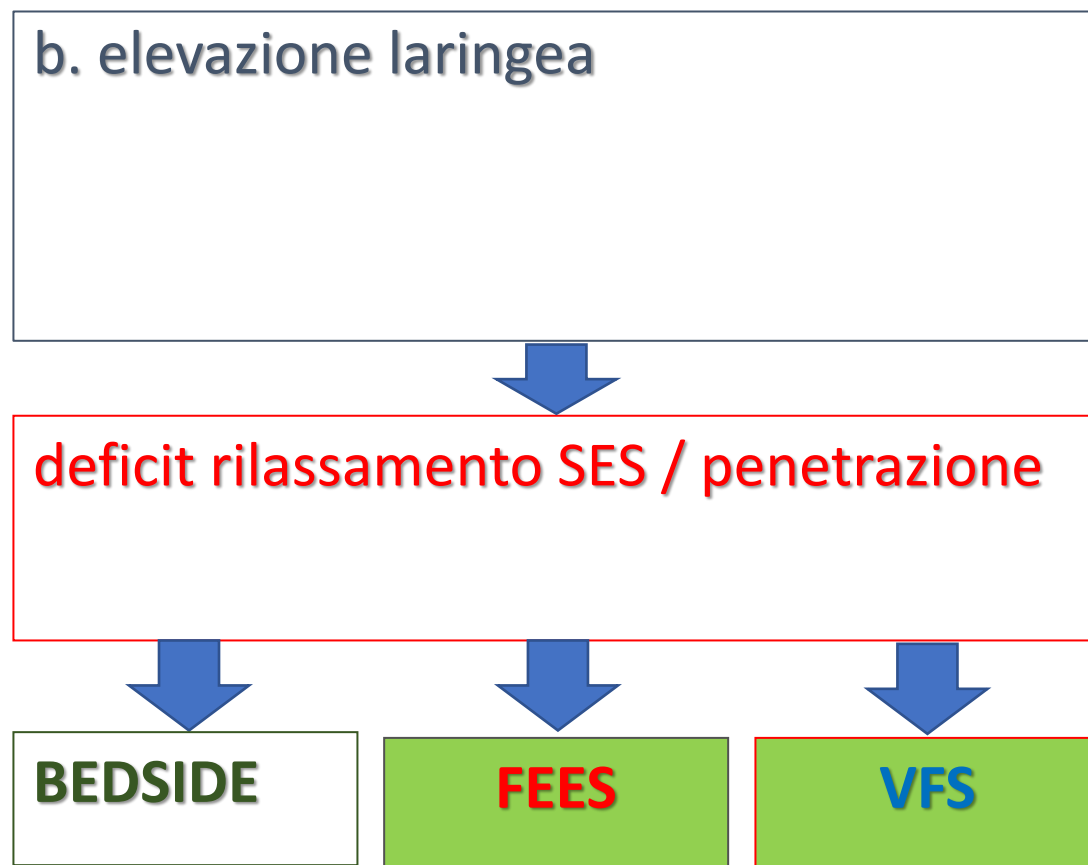 b. elevazione laringea
deficit rilassamento SES / penetrazione
BEDSIDE
FEES
VFS